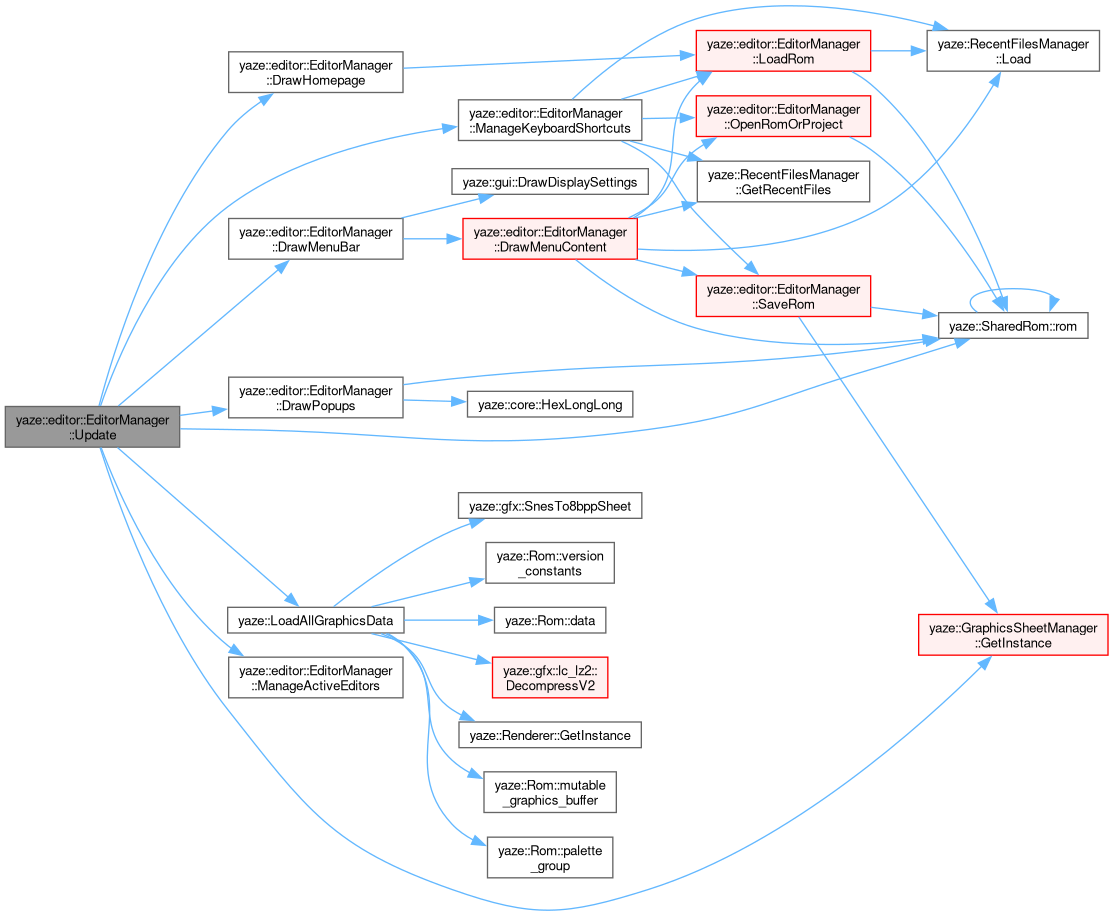 yaze::editor::EditorManager
::Update
yaze::editor::EditorManager
::DrawHomepage
yaze::editor::EditorManager
::LoadRom
yaze::RecentFilesManager
::Load
yaze::editor::EditorManager
::ManageKeyboardShortcuts
yaze::editor::EditorManager
::OpenRomOrProject
yaze::RecentFilesManager
::GetRecentFiles
yaze::gui::DrawDisplaySettings
yaze::editor::EditorManager
::DrawMenuBar
yaze::editor::EditorManager
::DrawMenuContent
yaze::editor::EditorManager
::SaveRom
yaze::SharedRom::rom
yaze::editor::EditorManager
::DrawPopups
yaze::core::HexLongLong
yaze::gfx::SnesTo8bppSheet
yaze::Rom::version
_constants
yaze::LoadAllGraphicsData
yaze::Rom::data
yaze::GraphicsSheetManager
::GetInstance
yaze::editor::EditorManager
::ManageActiveEditors
yaze::gfx::lc_lz2::
DecompressV2
yaze::Renderer::GetInstance
yaze::Rom::mutable
_graphics_buffer
yaze::Rom::palette
_group